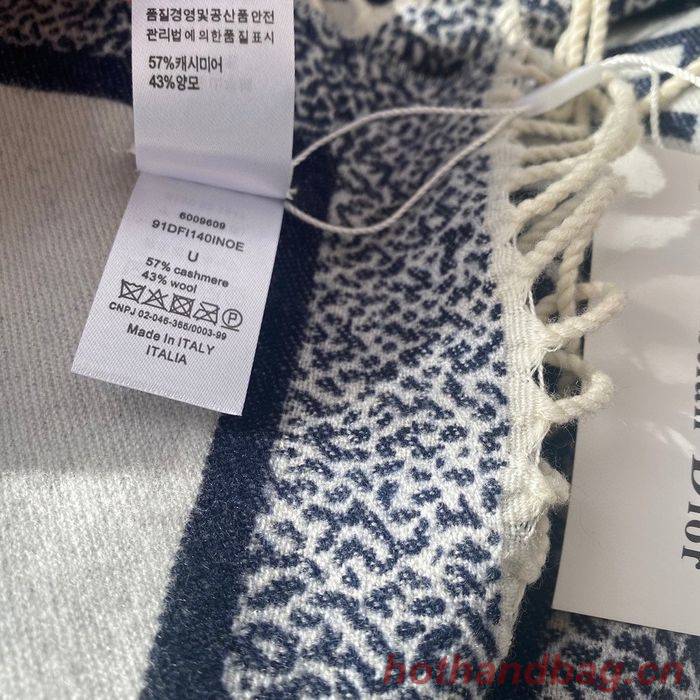 품질경영및공산품안전
관리법에의한품질표시
57%캐시미어
43%양모
6009609
91DFI140INOE
U
57% cashmere
43% wool
CNPJ 02-046-366/0003-99
Made in ITALY
ITALIA
Dior
hothandbag.cn